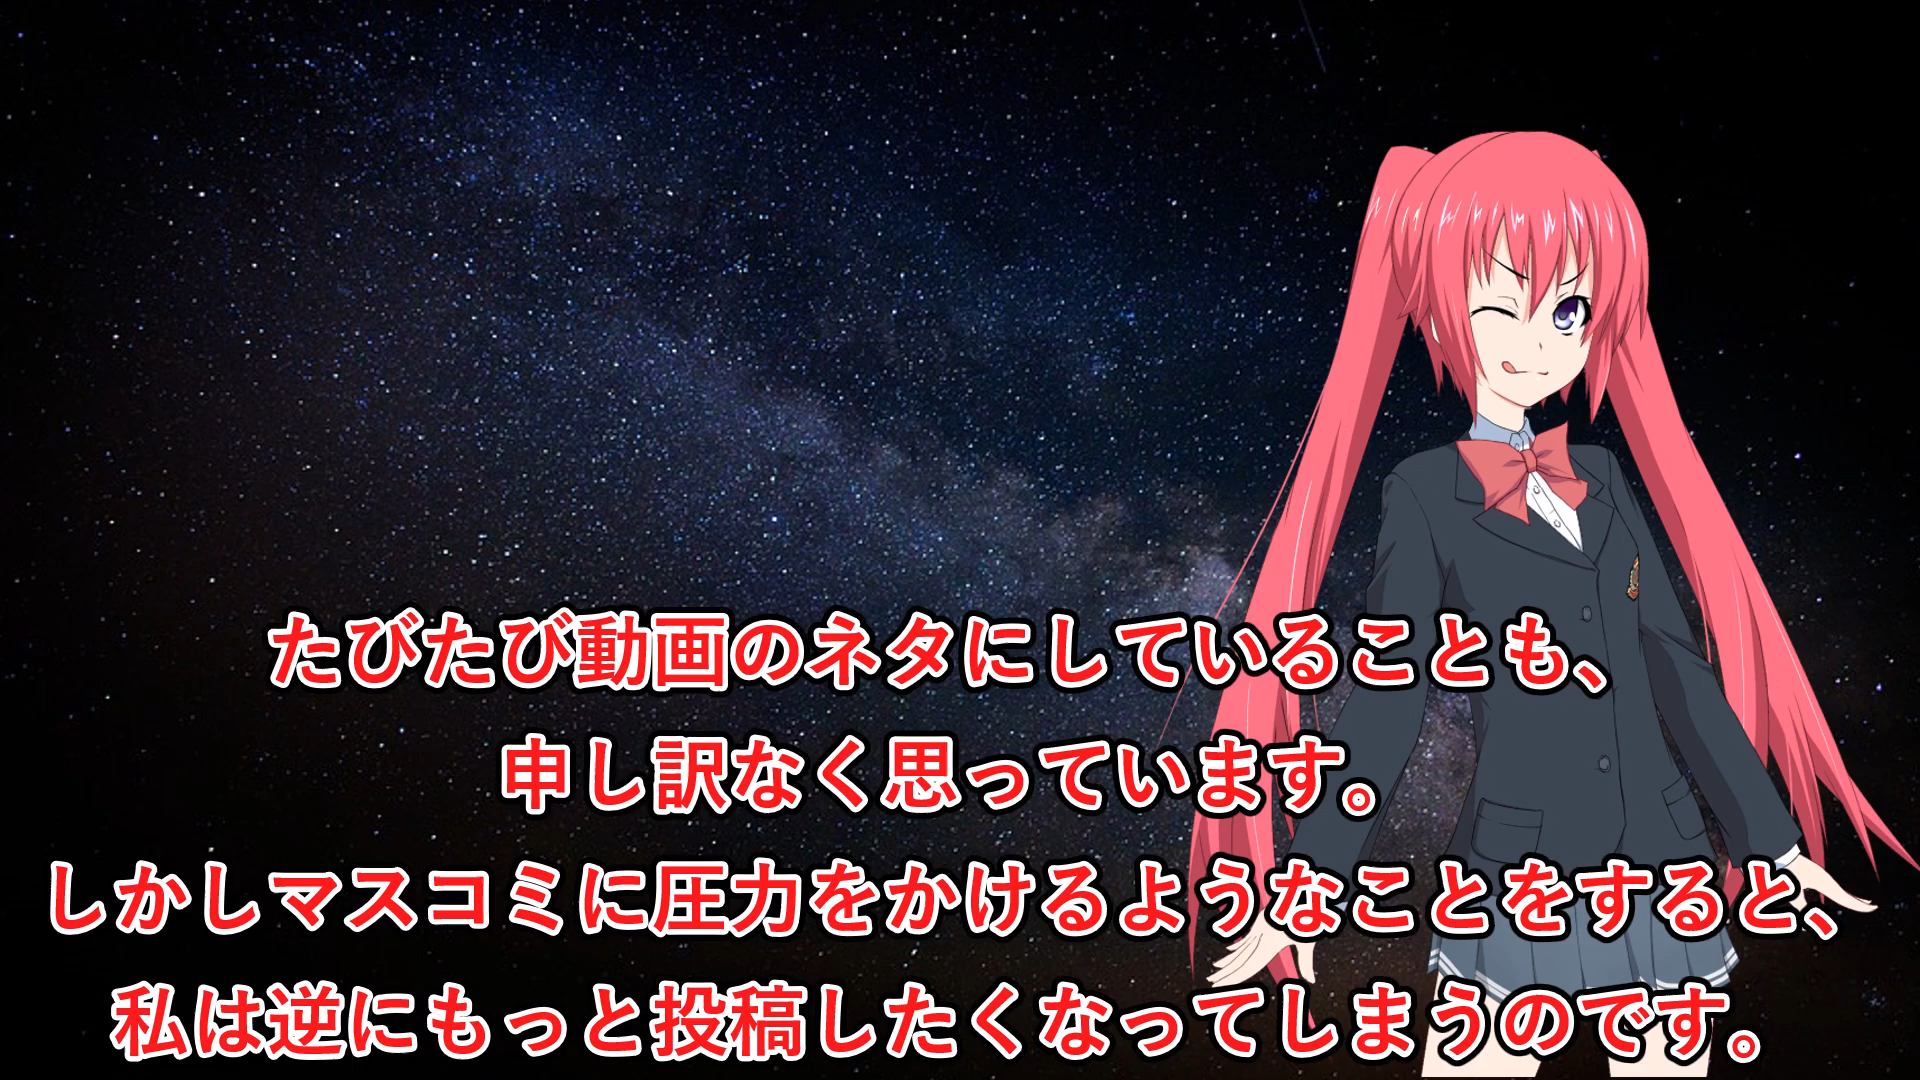 たびたび動画のネタにしていることも、
申し訳なく思っています。
しかしマスコミに圧力をかけるようなことをすると、
私は逆にもっと投稿したくなってしまうのです。